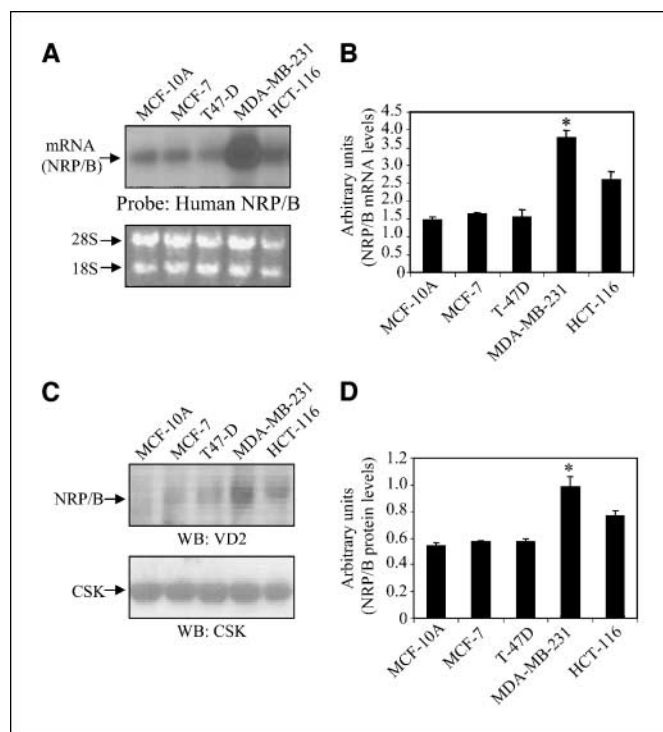 A
MCF-10A
MCF-7
T47-D
MDA-MB-231
HCT-116
mRNA
(NRP/B)
Probe: Human NRP/B
28S
18S
B
Arbitrary units
(NRP/B mRNA levels)
4.5
4.0
3.5
3.0
2.5
2.0
1.5
1.0
0.5
0
*
MCF-10A
MCF-7
T-47D
MDA-MB-231
HCT-116
C
MCF-10A
MCF-7
T47-D
MDA-MB-231
HCT-116
NRP/B
WB: VD2
CSK
WB: CSK
D
Arbitrary units
(NRP/B protein levels)
1.2
1.0
0.8
0.6
0.4
0.2
0
*
MCF-10A
MCF-7
T-47D
MDA-MB-231
HCT-116